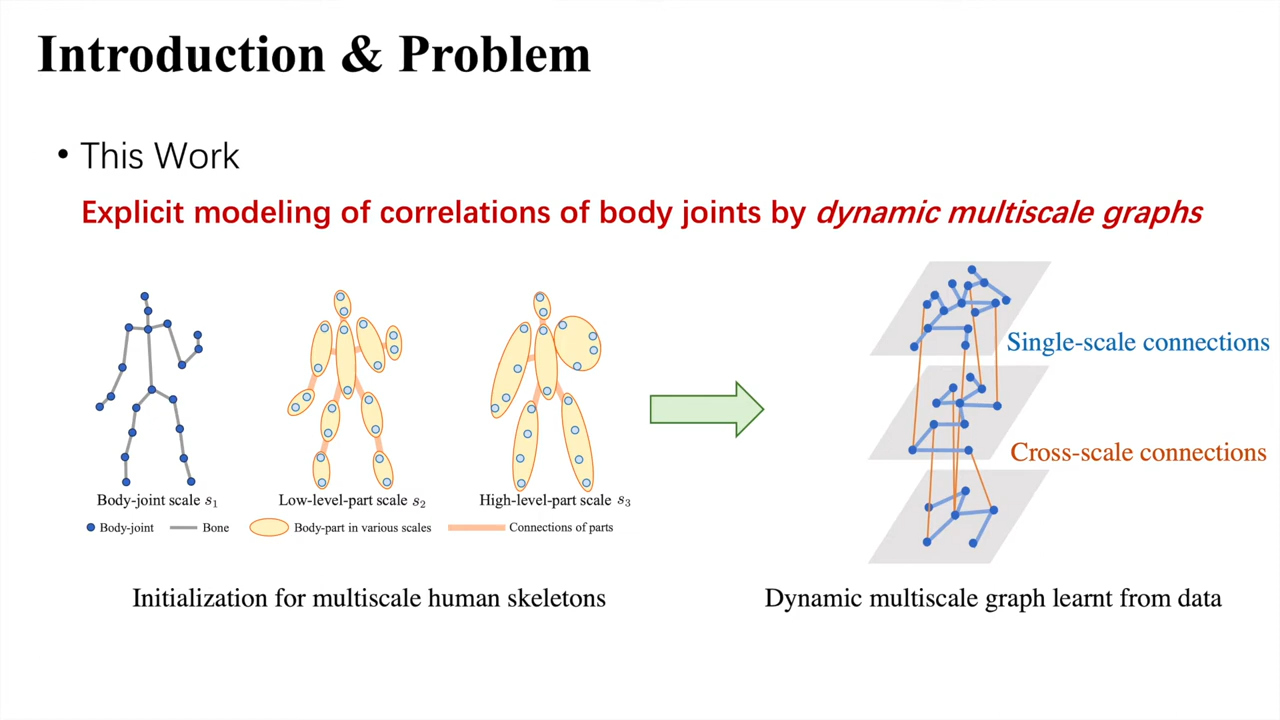 Introduction & Problem
• This Work
Explicit modeling of correlations of body joints by dynamic multiscale graphs
Single-scale connections
Cross-scale connections
Body-joint scale s₁
Low-level-part scale s₂
High-level-part scale s₃
Body-joint
Bone
Body-part in various scales
Connections of parts
Initialization for multiscale human skeletons
Dynamic multiscale graph learnt from data